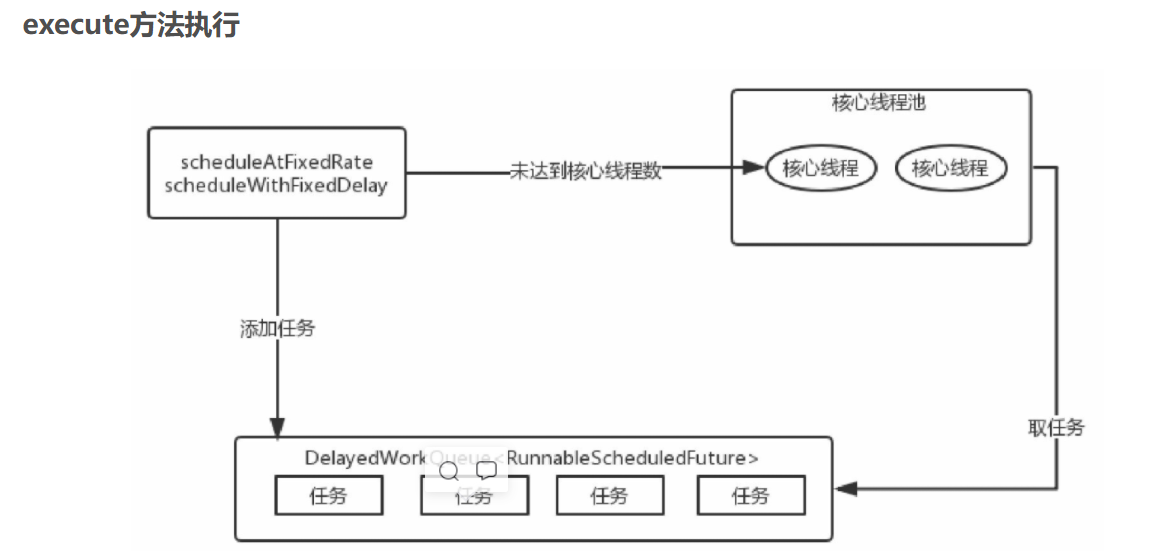 execute方法执行
核心线程池
scheduleAtFixedRate
scheduleWithFixedDelay
未达到核心线程数
核心线程
核心线程
添加任务
取任务
DelayedWorkQueue<RunnableScheduledFuture>
任务
任务
任务
任务